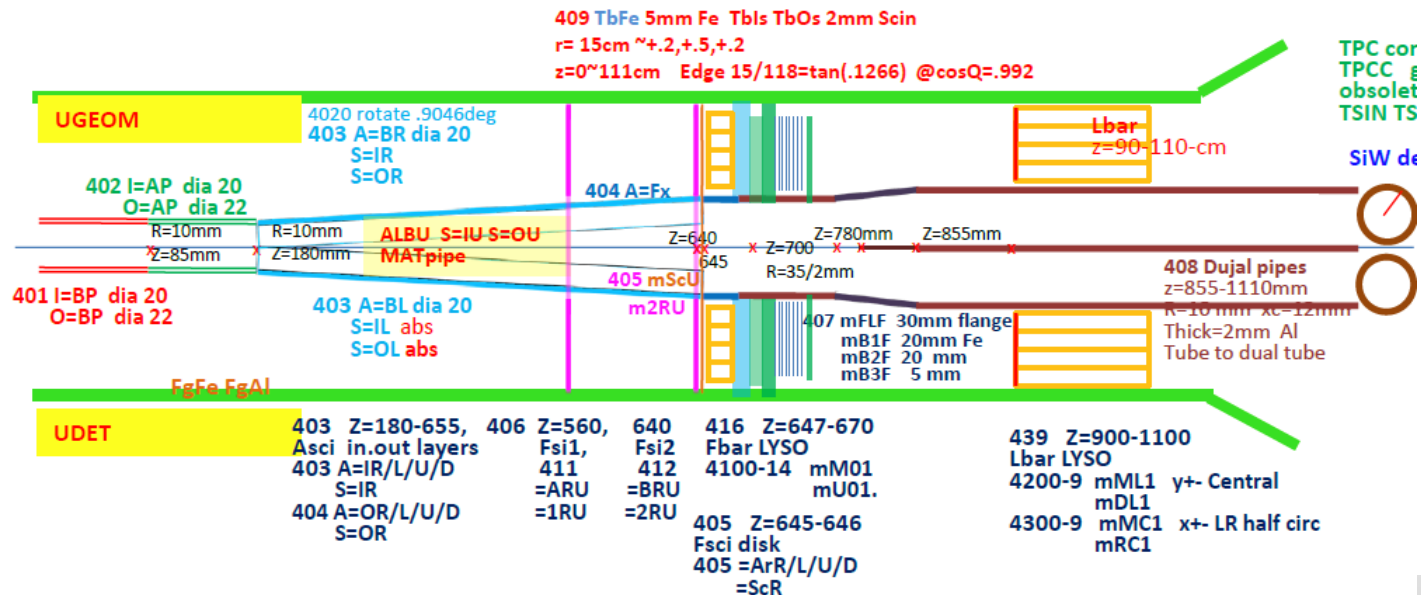 409 TbFe 5mm Fe TbIs TbOs 2mm Scin
r= 15cm ~+.2,+.5,+.2
z=0~111cm Edge 15/118=tan(.1266) @cosQ=.992
TPC con
TPCC g
obsolet
TSIN TS
SiW de
UGEOM
4020 rotate .9046deg
403 A=BR dia 20
S=IR
S=OR
Lbar
z=90-110-cm
402 I=AP dia 20
O=AP dia 22
404 A=Fx
R=10mm
Z=85mm
R=10mm
Z=180mm
ALBU S=IU S=OU
MATpipe
Z=640
645
Z=700
R=35/2mm
Z=780mm
Z=855mm
405 mScU
m2RU
401 I=BP dia 20
O=BP dia 22
403 A=BL dia 20
S=IL abs
S=OL abs
407 mFLF 30mm flange
mB1F 20mm Fe
mB2F 20 mm
mB3F 5 mm
408 Dujal pipes
z=855-1110mm
R=10 mm xc=12mm
Thick=2mm Al
Tube to dual tube
FgFe FgAl
UDET
403 Z=180-655,
Asci in.out layers
403 A=IR/L/U/D
S=IR
404 A=OR/L/U/D
S=OR
406 Z=560, 640
Fsi1, Fsi2
411 412
=ARU =BRU
=1RU =2RU
416 Z=647-670
Fbar LYSO
4100-14 mM01
mU01.
405 Z=645-646
Fsci disk
405 =ArR/L/U/D
=ScR
439 Z=900-1100
Lbar LYSO
4200-9 mML1 y+- Central
mDL1
4300-9 mMC1 x+- LR half circ
mRC1